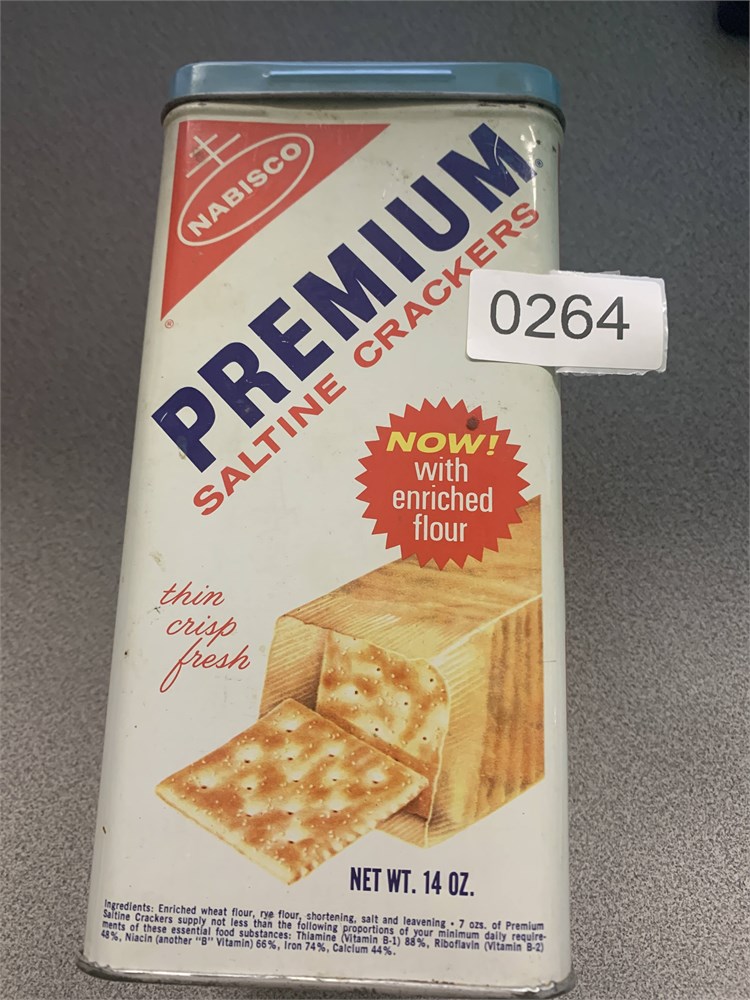 NABISCO
®
PREMIUM®
SALTINE CRACKERS
0264
NOW!
with
enriched
flour
thin
crisp
fresh
NET WT. 14 OZ.
Ingredients: Enriched wheat flour, rye flour, shortening, salt and leavening • 7 ozs. of Premium
Saltine Crackers supply not less than the following proportions of your minimum daily require-
ments of these essential food substances: Thiamine (Vitamin B-1) 88%, Riboflavin (Vitamin B-2)
48%, Niacin (another "B" Vitamin) 66%, Iron 74%, Calcium 44%.